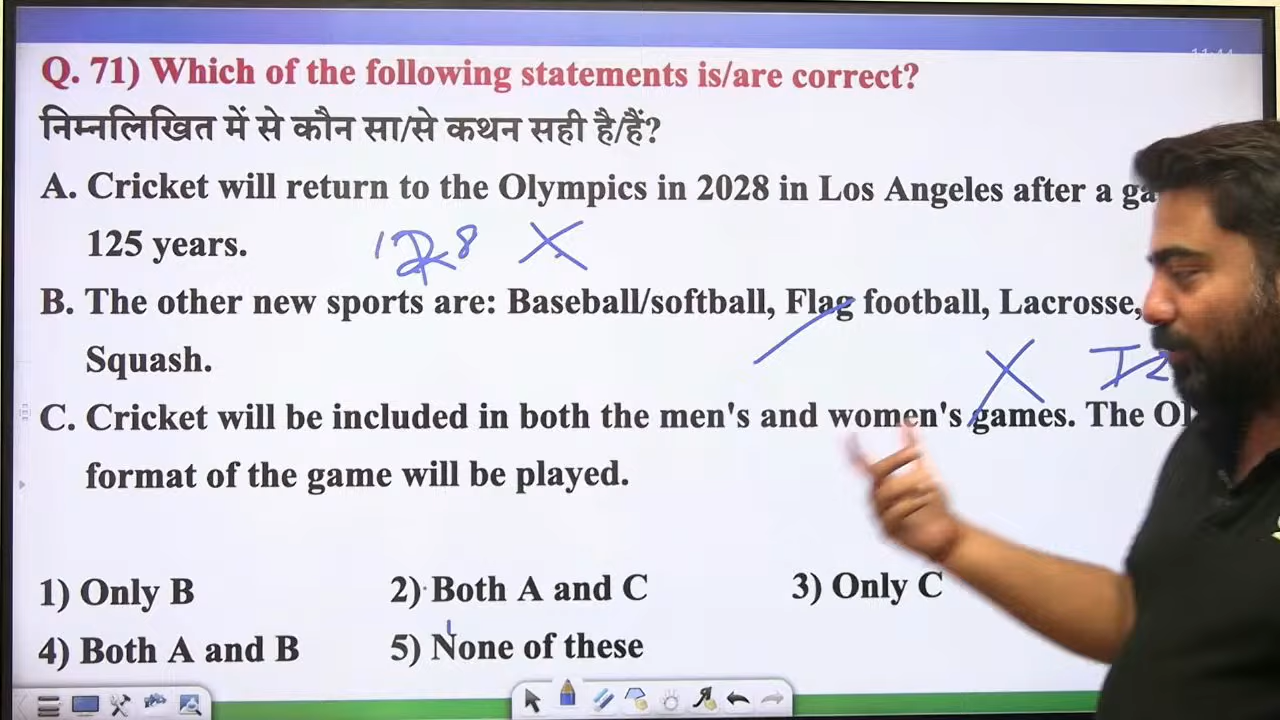 11:44
Q. 71) Which of the following statements is/are correct?
निम्नलिखित में से कौन सा/से कथन सही है/हैं?
A. Cricket will return to the Olympics in 2028 in Los Angeles after a
125 years.
128
B. The other new sports are: Baseball/softball, Flag football, Lacrosse,
Squash.
C. Cricket will be included in both the men's and women's games. The
format of the game will be played.
1) Only B
2) Both A and C
3) Only C
4) Both A and B
5) None of these